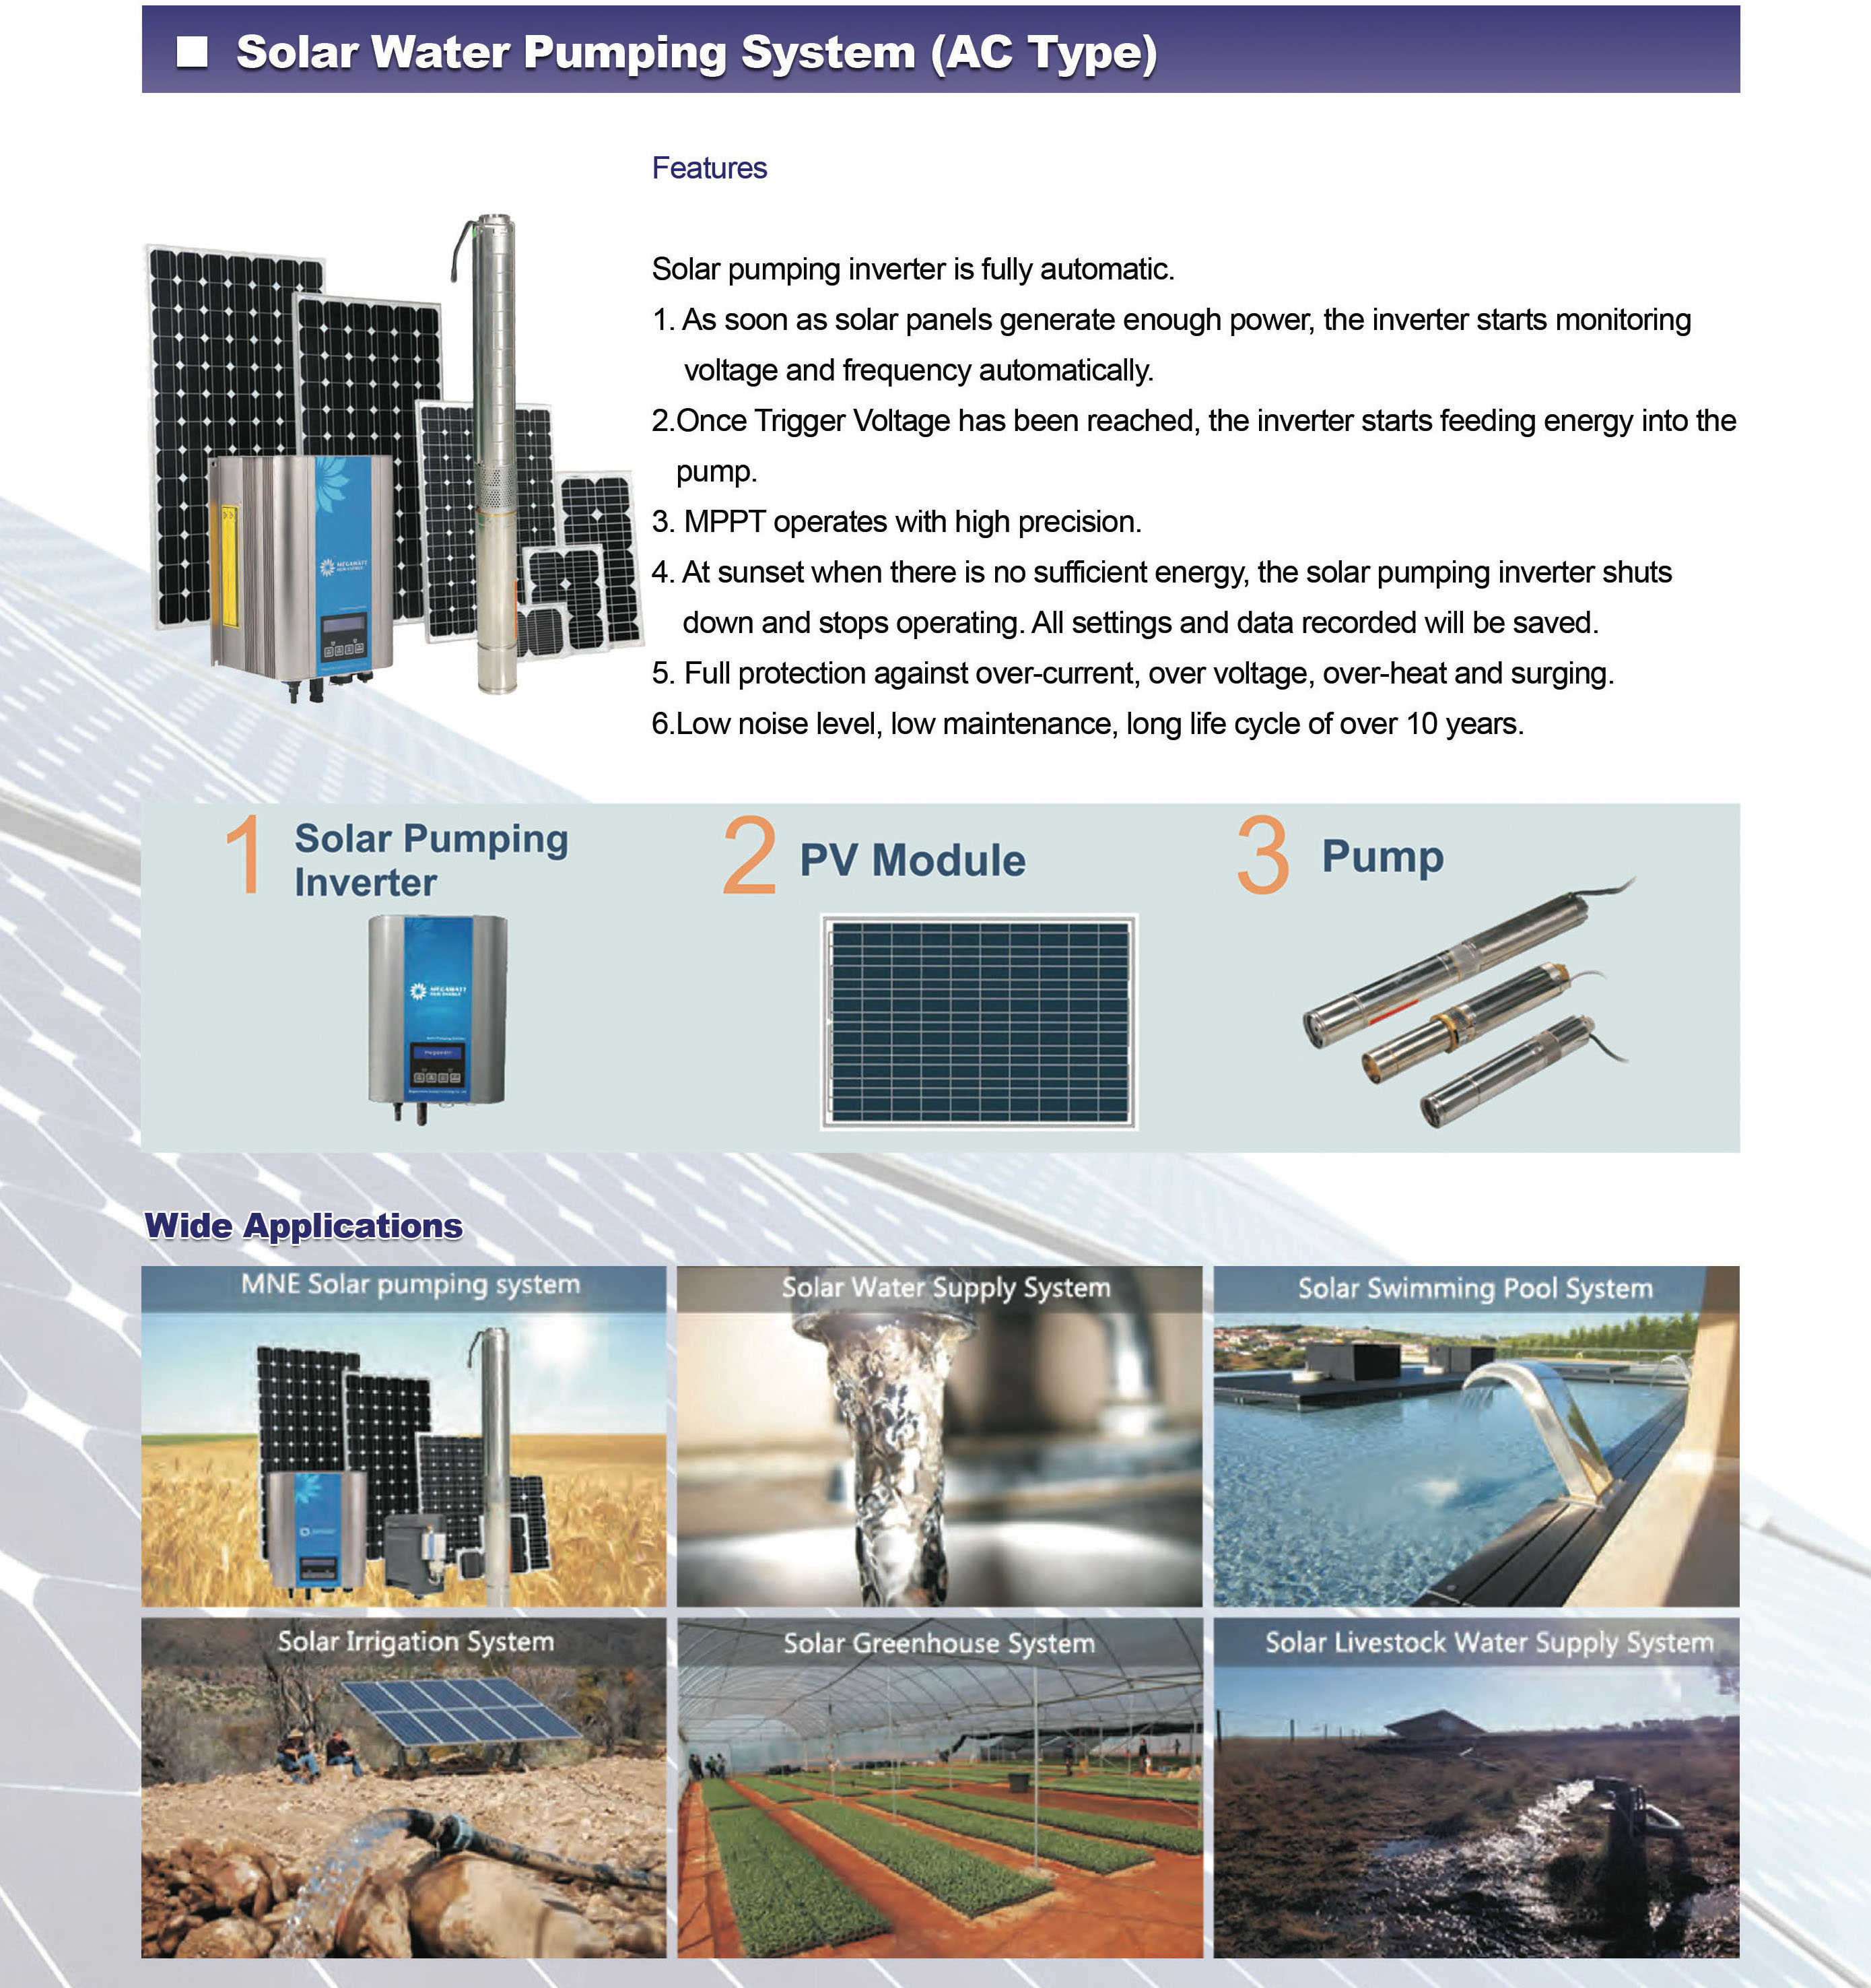 ■ Solar Water Pumping System (AC Type)
Features
Solar pumping inverter is fully automatic.
1. As soon as solar panels generate enough power, the inverter starts monitoring
voltage and frequency automatically.
2.Once Trigger Voltage has been reached, the inverter starts feeding energy into the
pump.
3. MPPT operates with high precision.
4. At sunset when there is no sufficient energy, the solar pumping inverter shuts
down and stops operating. All settings and data recorded will be saved.
5. Full protection against over-current, over voltage, over-heat and surging.
6.Low noise level, low maintenance, long life cycle of over 10 years.
MEGAWATT
1 Solar Pumping
Inverter
2 PV Module
3 Pump
MEGAWATT
Wide Applications
MNE Solar pumping system
Solar Water Supply System
Solar Swimming Pool System
Solar Irrigation System
Solar Greenhouse System
Solar Livestock Water Supply System